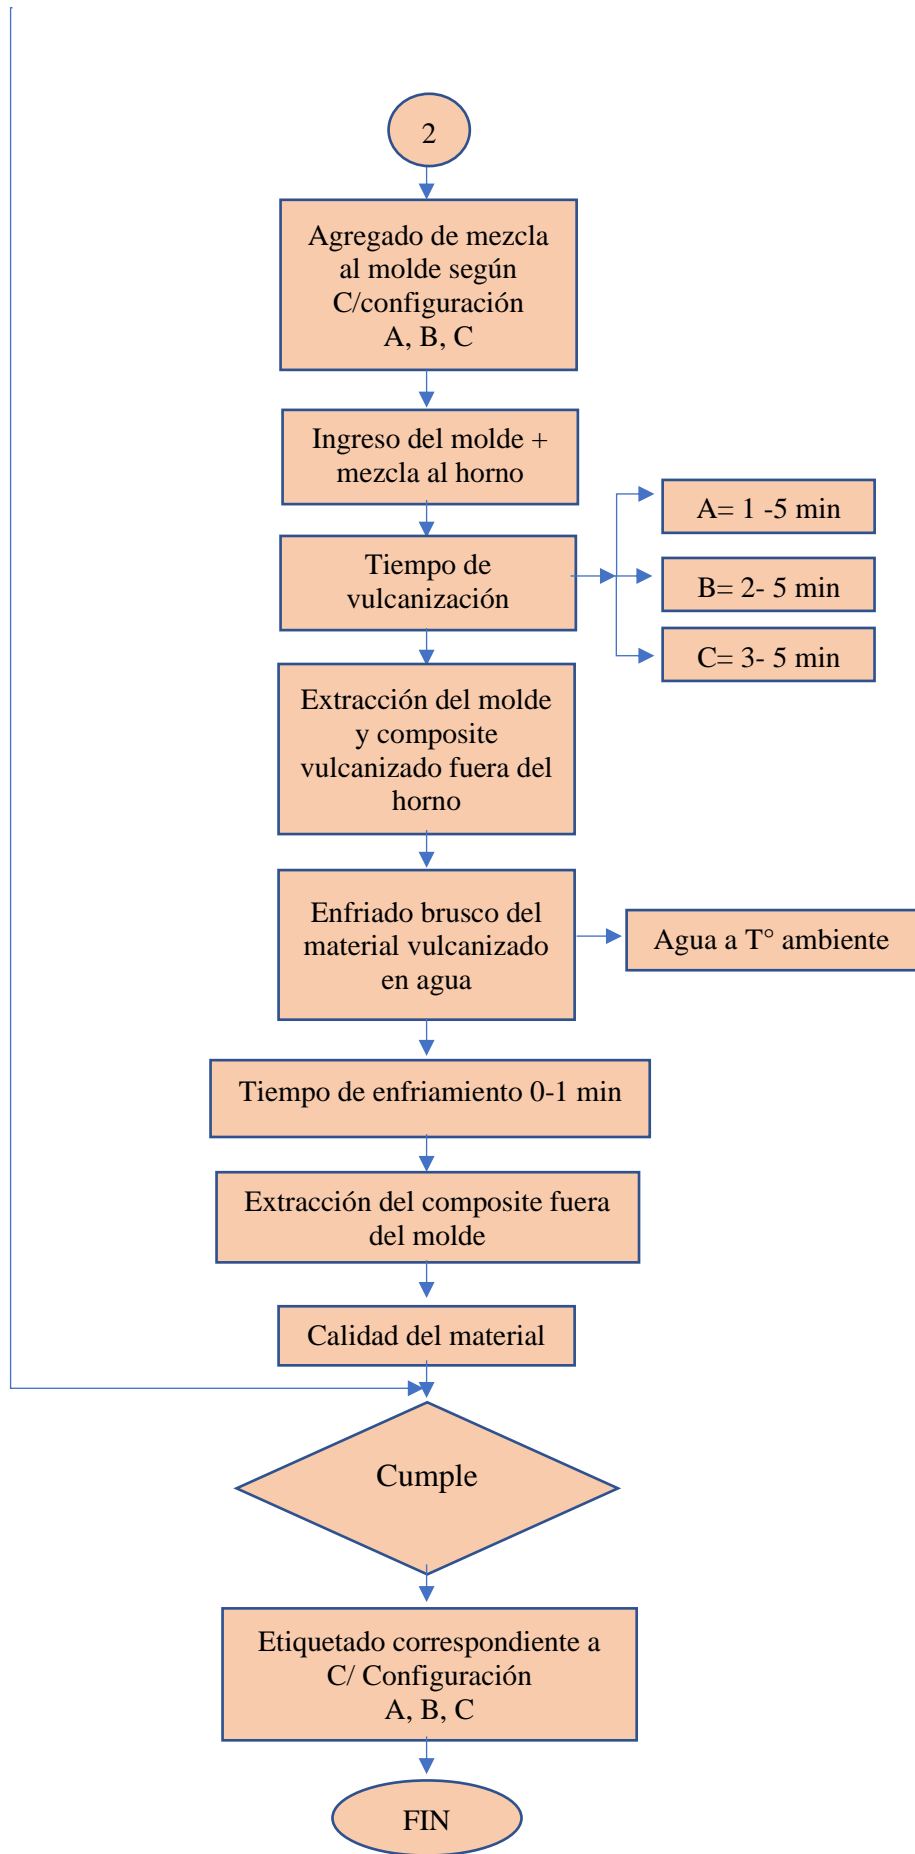 2
Agregado de mezcla
al molde según
C/configuración
A, B, C
Ingreso del molde +
mezcla al horno
Tiempo de
vulcanización
A= 1 -5 min
B= 2- 5 min
C= 3- 5 min
Extracción del molde
y composite
vulcanizado fuera del
horno
Enfriado brusco del
material vulcanizado
en agua
Agua a T° ambiente
Tiempo de enfriamiento 0-1 min
Extracción del composite fuera
del molde
Calidad del material
Cumple
Etiquetado correspondiente a
C/ Configuración
A, B, C
FIN